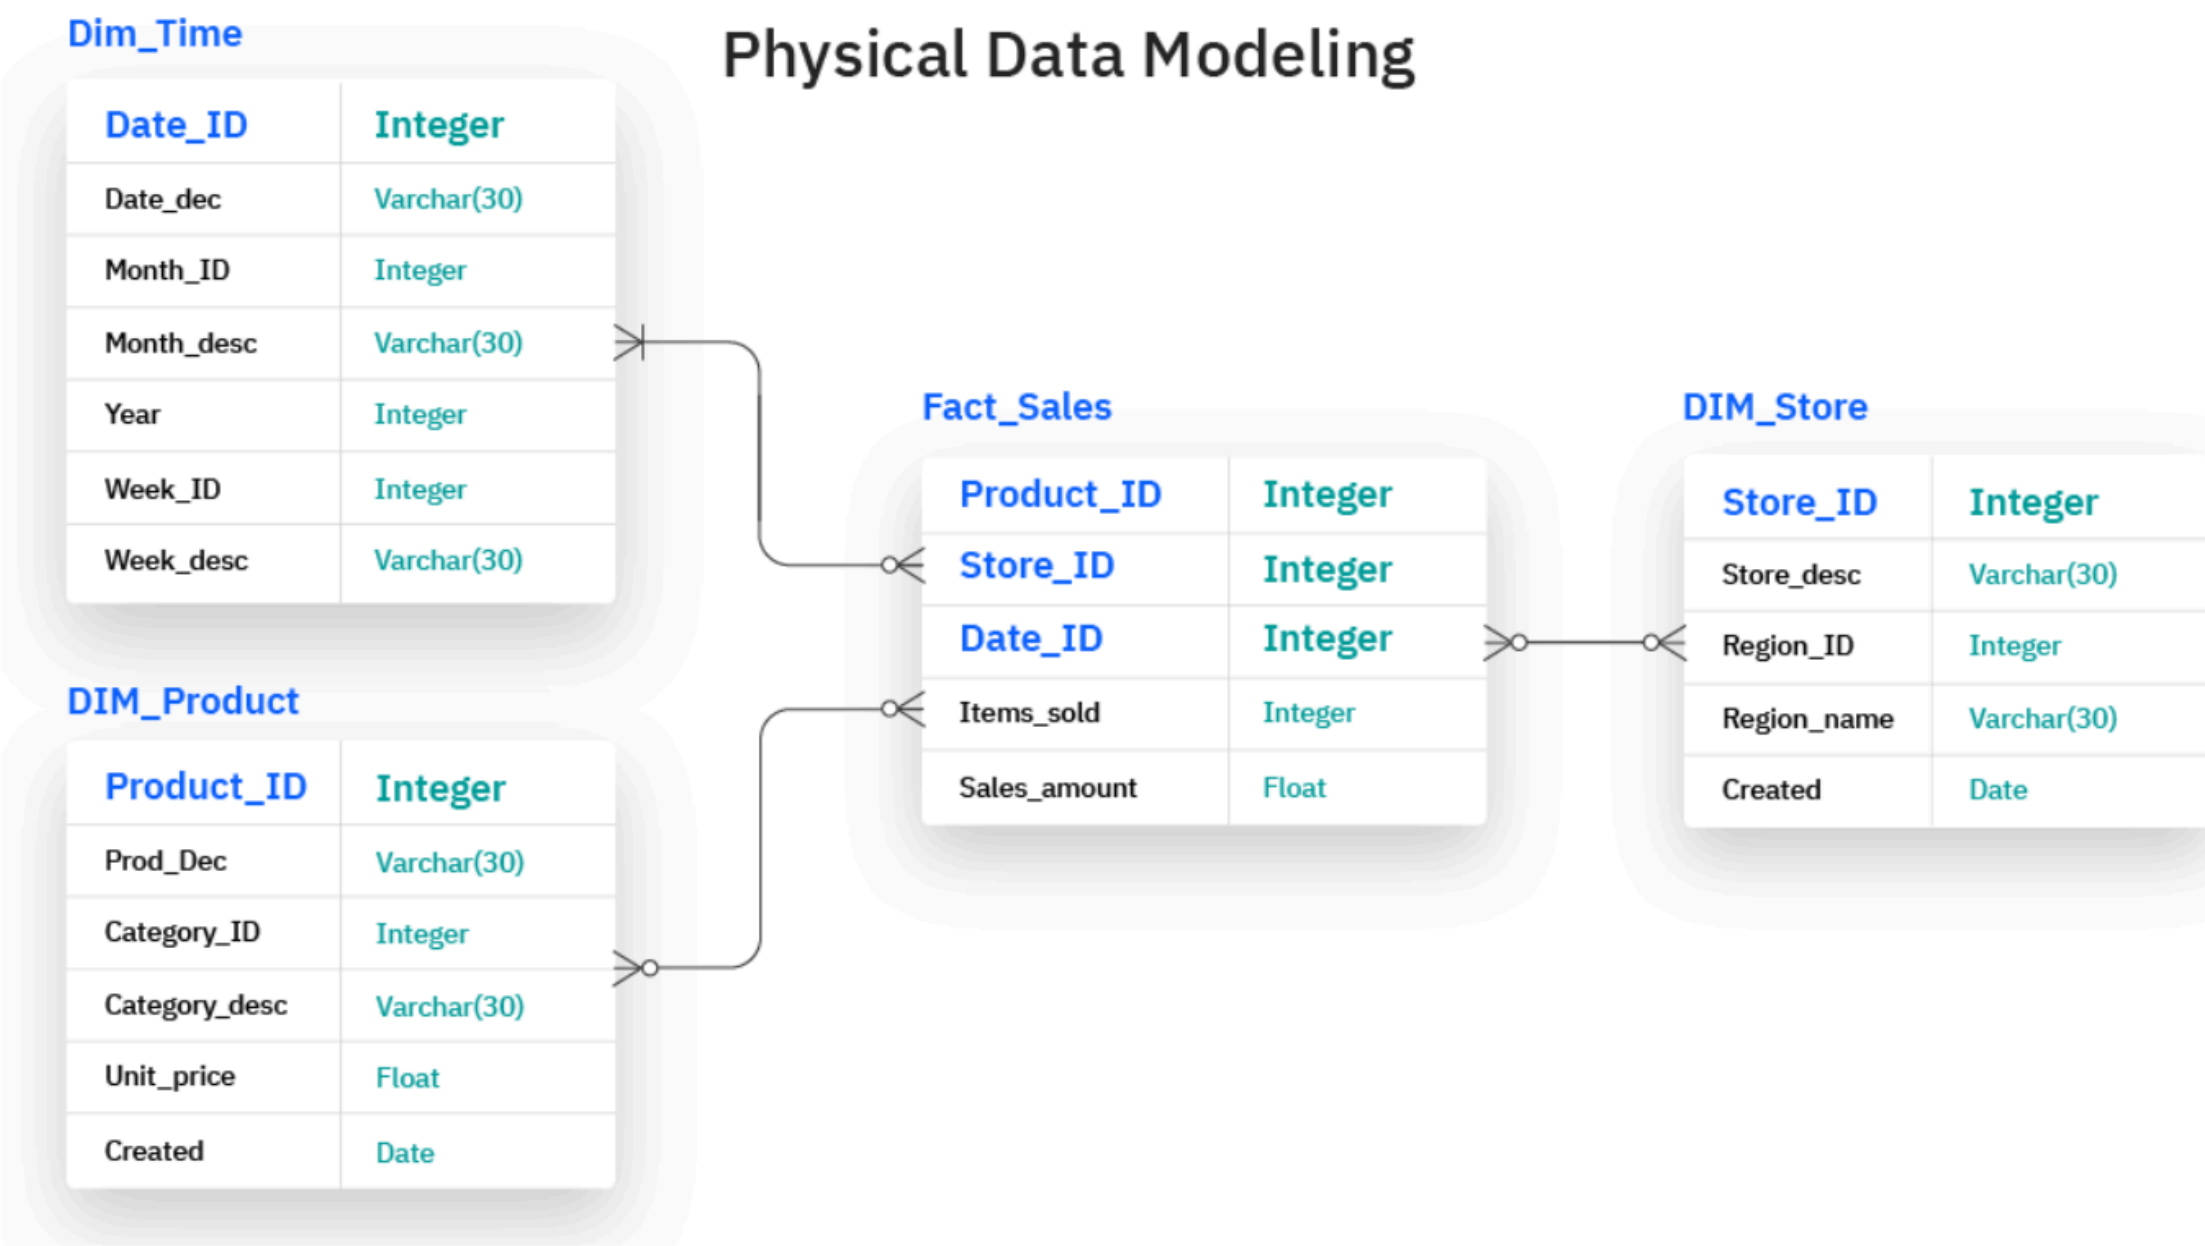 Physical Data Modeling
Dim_Time
Date_ID Integer
Date_dec Varchar(30)
Month_ID Integer
Month_desc Varchar(30)
Year Integer
Week_ID Integer
Week_desc Varchar(30)
DIM_Product
Product_ID Integer
Prod_Dec Varchar(30)
Category_ID Integer
Category_desc Varchar(30)
Unit_price Float
Created Date
Fact_Sales
Product_ID Integer
Store_ID Integer
Date_ID Integer
Items_sold Integer
Sales_amount Float
DIM_Store
Store_ID Integer
Store_desc Varchar(30)
Region_ID Integer
Region_name Varchar(30)
Created Date